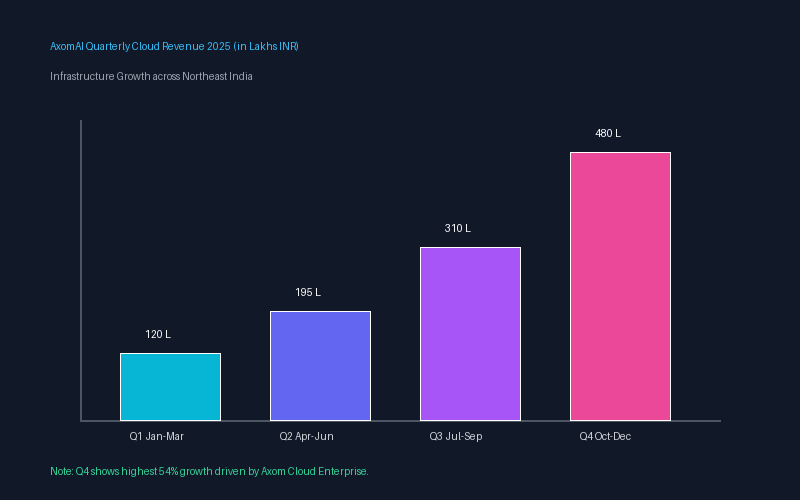 AxomAI Quarterly Cloud Revenue 2025 (in Lakhs INR)
Infrastructure Growth across Northeast India
480 L
310 L
195 L
120 L
Q1 Jan-Mar
Q2 Apr-Jun
Q3 Jul-Sep
Q4 Oct-Dec
Note: Q4 shows highest 54% growth driven by Axom Cloud Enterprise.